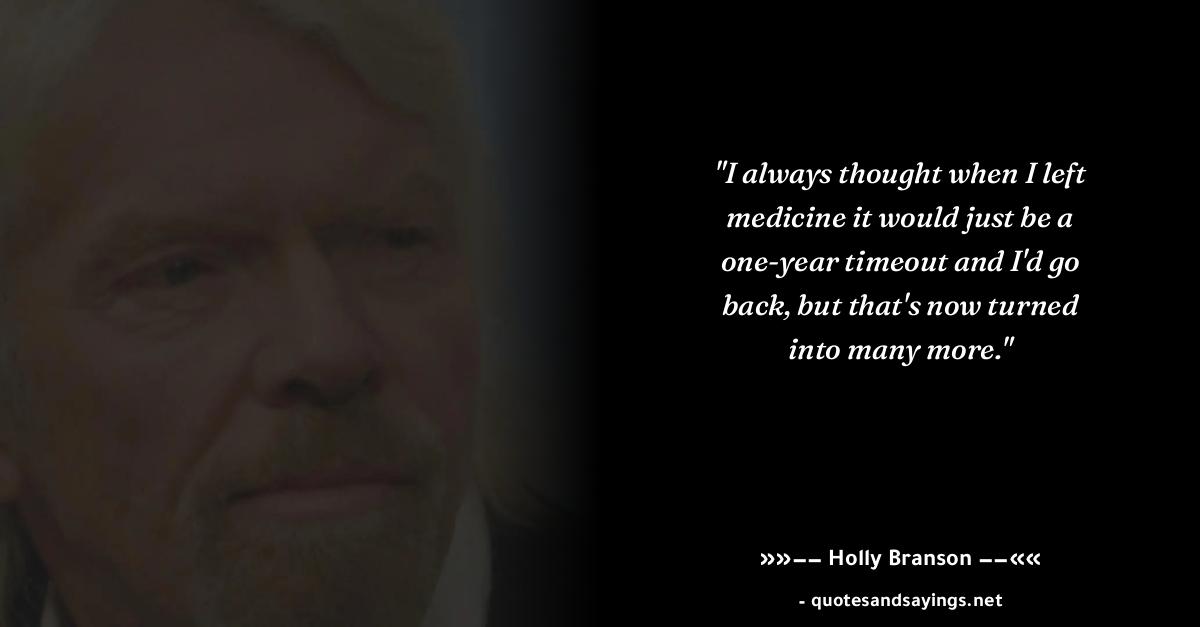 "I always thought when I left
medicine it would just be a
one-year timeout and I'd go
back, but that's now turned
into many more."
»»−− Holly Branson −−««
- quotesandsayings.net